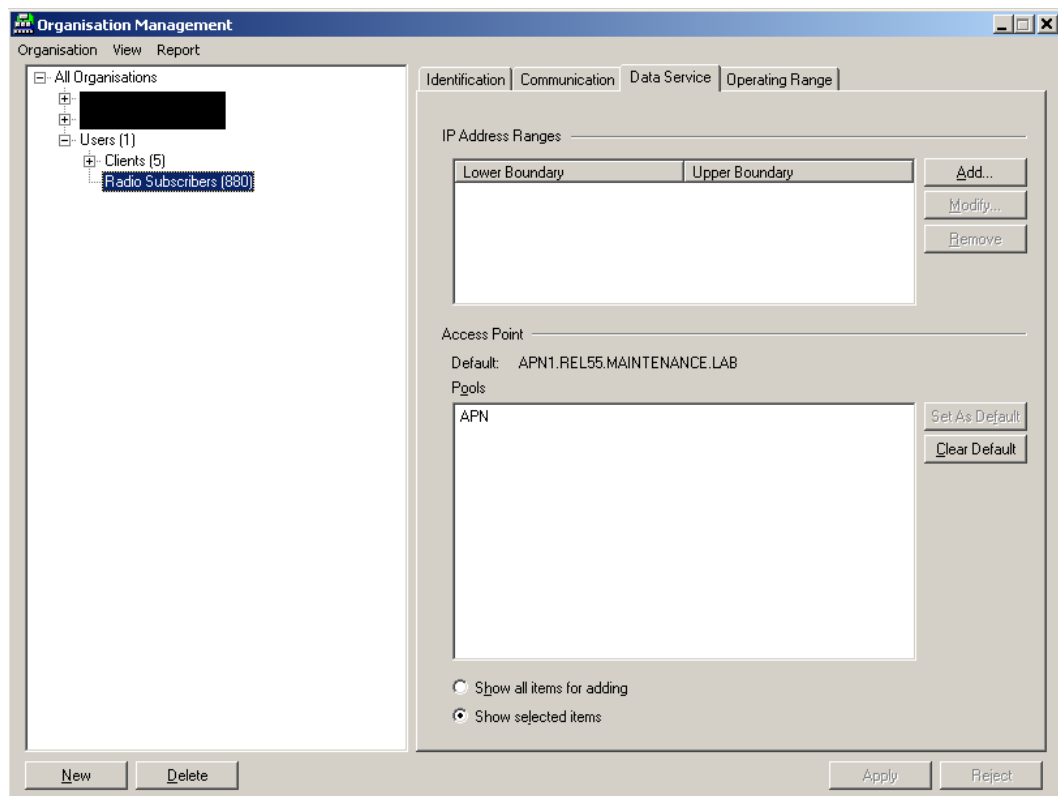 Organisation Management
Organisation View Report
All Organisations
Users (1)
Clients (5)
Radio Subscribers (880)
Identification Communication Data Service Operating Range
IP Address Ranges
Lower Boundary Upper Boundary
Add...
Modify...
Remove
Access Point
Default: APN1.REL55.MAINTENANCE.LAB
Pools
APN
Set As Default
Clear Default
Show all items for adding
Show selected items
New Delete Apply Reject